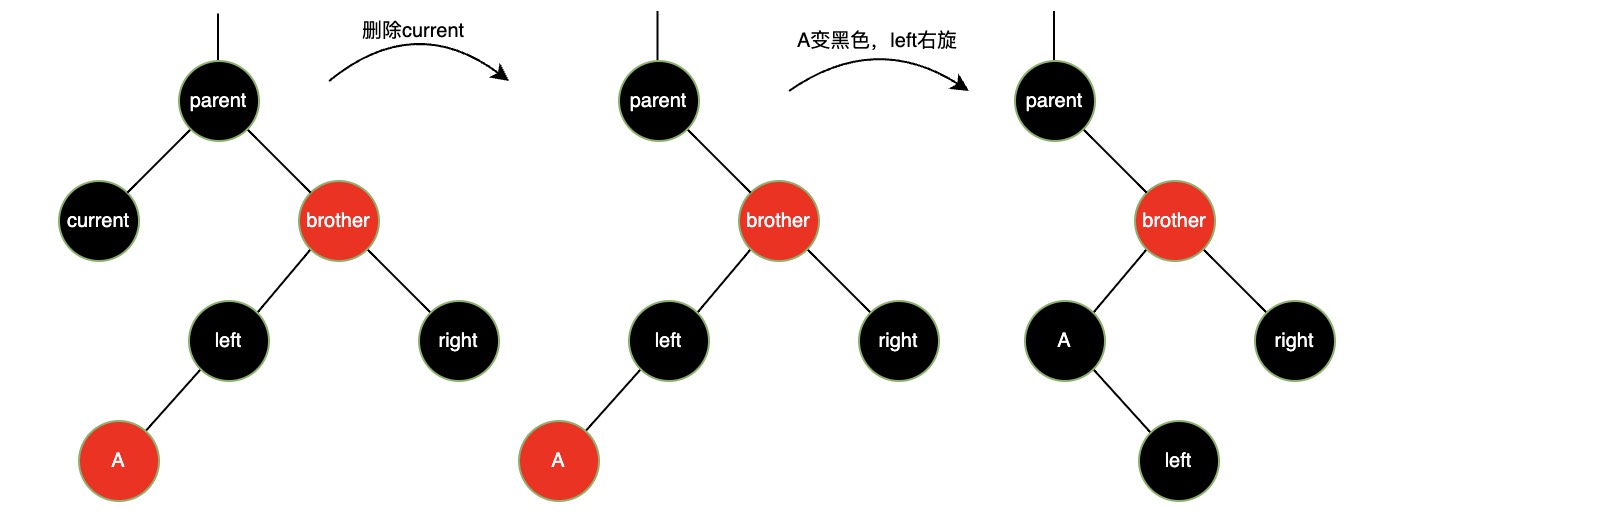 删除current
A变黑色，left右旋
parent
parent
parent
current
brother
brother
brother
left
right
left
right
A
right
A
A
left